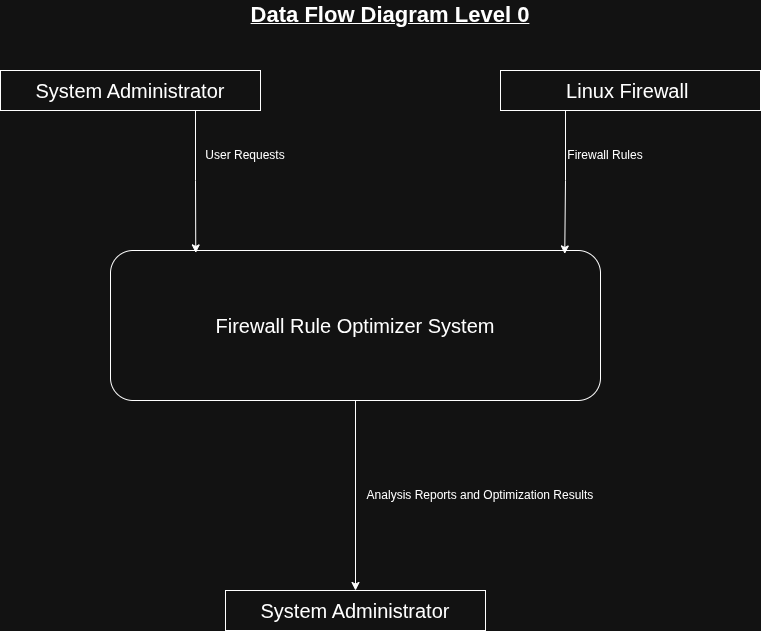 Data Flow Diagram Level 0
System Administrator
Linux Firewall
User Requests
Firewall Rules
Firewall Rule Optimizer System
Analysis Reports and Optimization Results
System Administrator